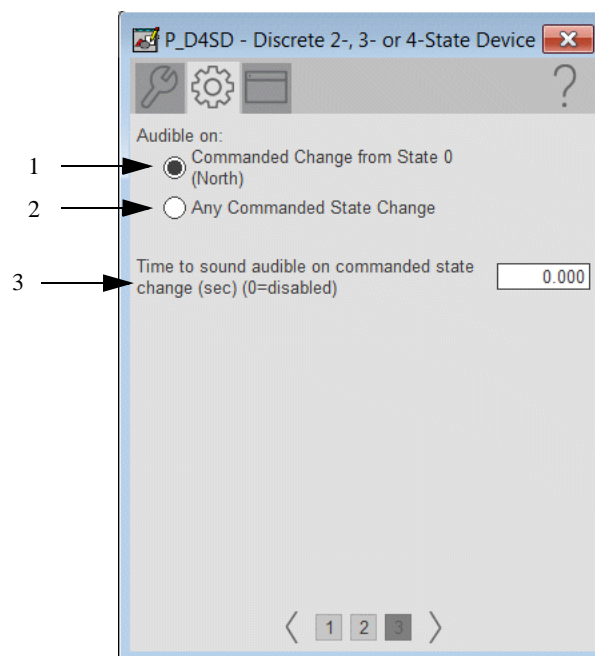 P_D4SD - Discrete 2-, 3- or 4-State Device
?
Audible on:
1
Commanded Change from State 0
(North)
2
Any Commanded State Change
3
Time to sound audible on commanded state
change (sec) (0=disabled)
0.000
1 2 3